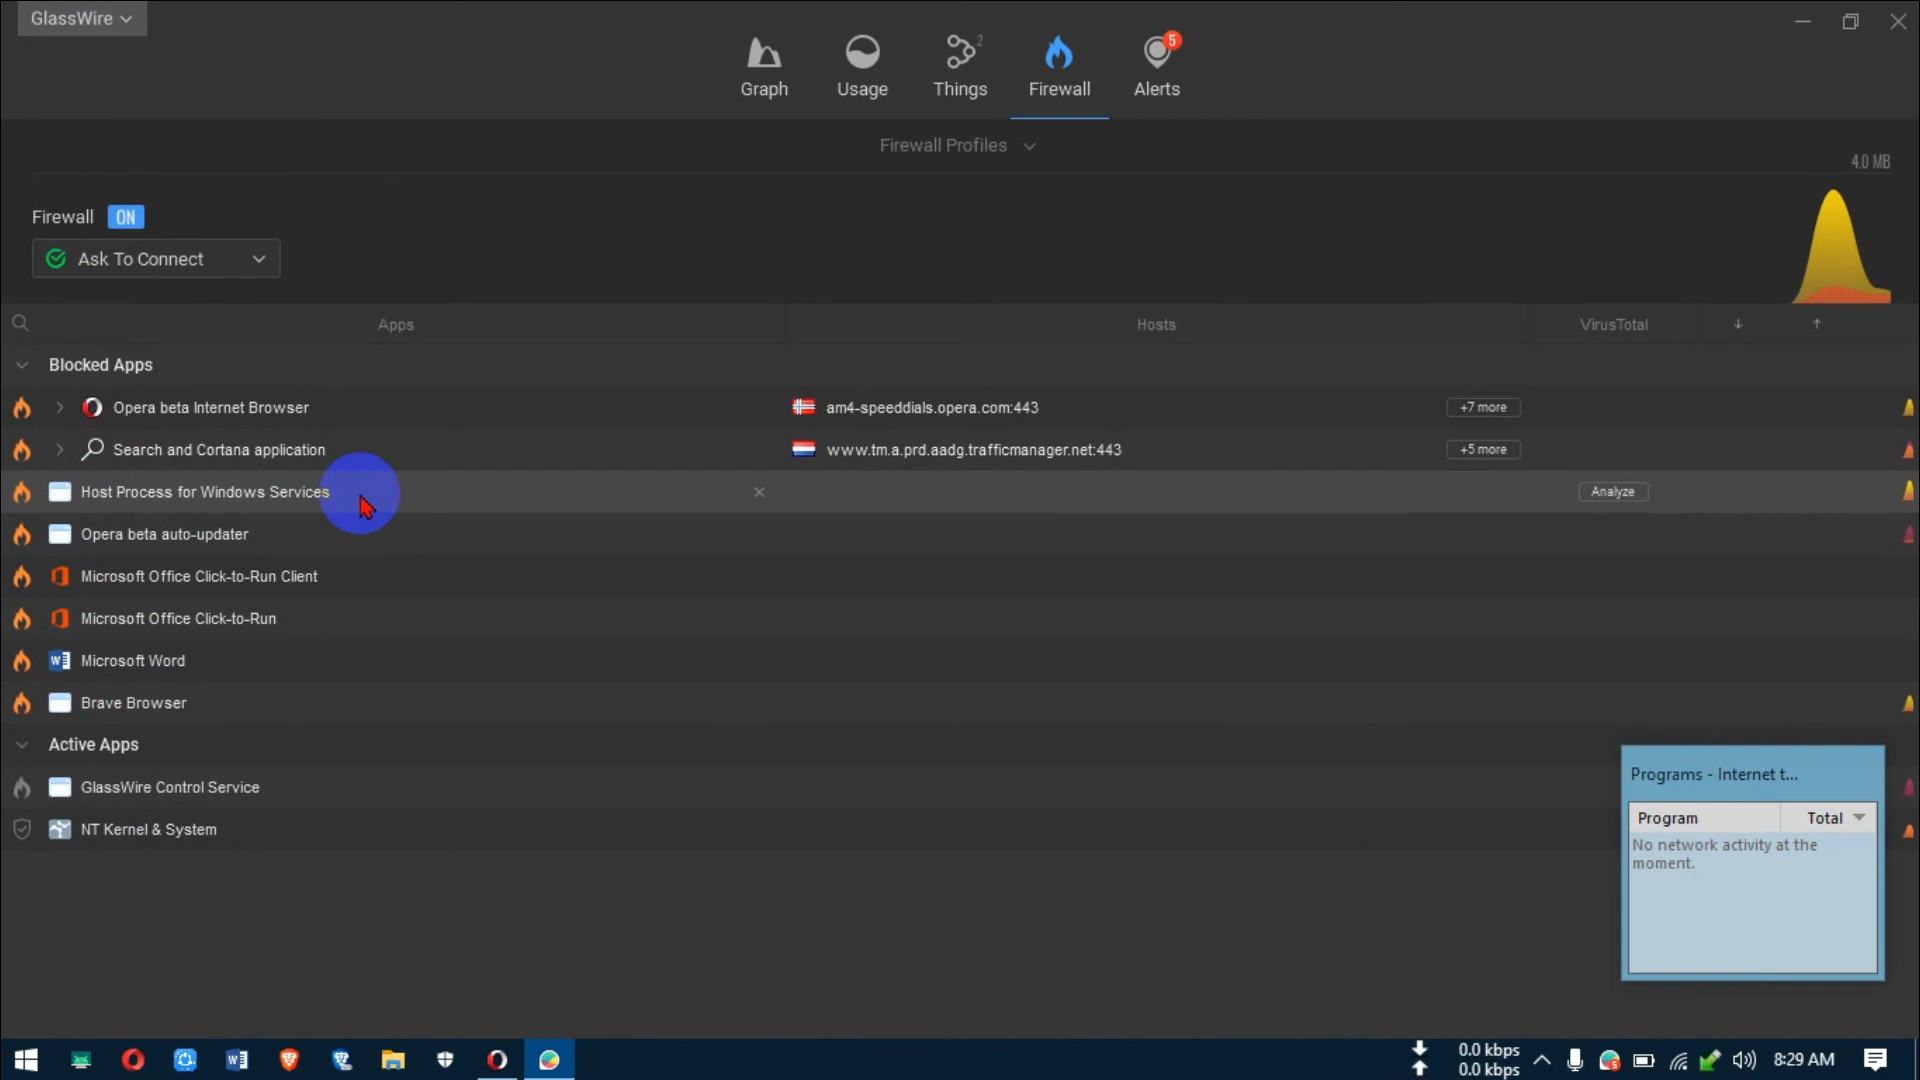 GlassWire
Graph
Usage
Things 2
Firewall
Alerts 5
Firewall Profiles
4.0 MB
Firewall ON
Ask To Connect
Apps Hosts VirusTotal
Blocked Apps
Opera beta Internet Browser am4-speeddials.opera.com:443 +7 more
Search and Cortana application www.tm.a.prd.aadg.trafficmanager.net:443 +5 more
Host Process for Windows Services Analyze
Opera beta auto-updater
Microsoft Office Click-to-Run Client
Microsoft Office Click-to-Run
Microsoft Word
Brave Browser
Active Apps
GlassWire Control Service
NT Kernel & System
Programs - Internet t...
Program Total
No network activity at the
moment.
0.0 kbps
0.0 kbps
5
8:29 AM